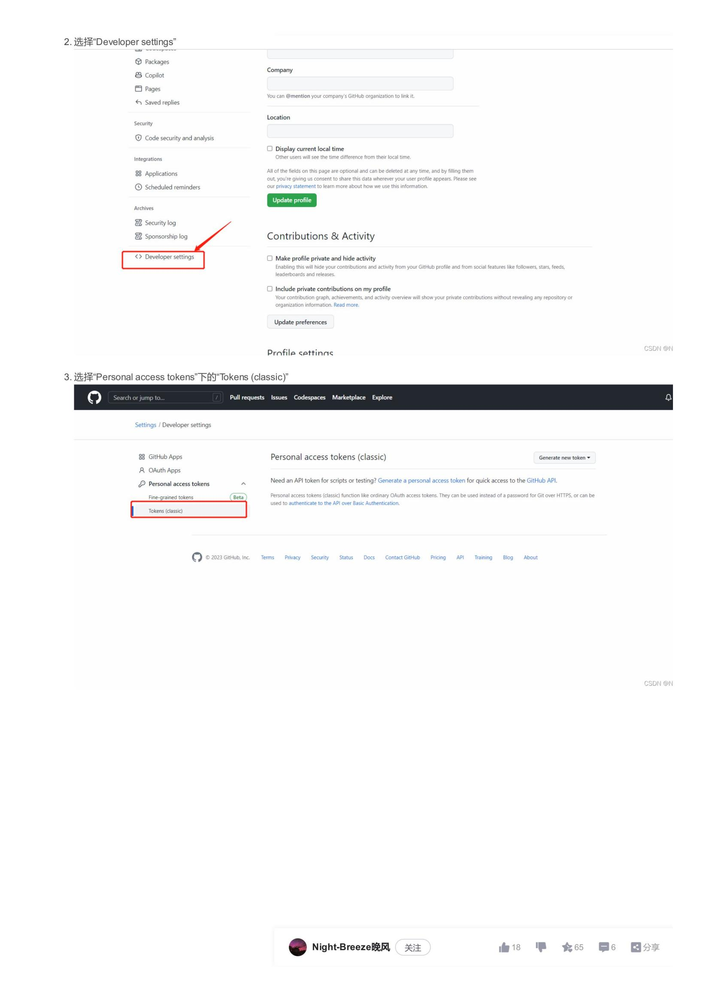 2. 选择“Developer settings”
Packages
Copilot
Pages
Saved replies
Security
Code security and analysis
Integrations
Applications
Scheduled reminders
Archives
Security log
Sponsorship log
Developer settings
Company
You can @mention your company's GitHub organization to link it.
Location
Display current local time
Other users will see the time difference from their local time.
All of the fields on this page are optional and can be deleted at any time, and by filling them
out, you're giving us consent to share this data wherever your user profile appears. Please see
our privacy statement to learn more about how we use this information.
Update profile
Contributions & Activity
Make profile private and hide activity
Enabling this will hide your contributions and activity from your GitHub profile and from social features like followers, stars, feeds,
leaderboards and releases.
Include private contributions on my profile
Your contribution graph, achievements, and activity overview will show your private contributions without revealing any repository or
organization information. Read more.
Update preferences
Profile settings
CSDN @N
3. 选择“Personal access tokens”下的“Tokens (classic)”
Search or jump to... / Pull requests Issues Codespaces Marketplace Explore
Settings / Developer settings
GitHub Apps
OAuth Apps
Personal access tokens
Fine-grained tokens Beta
Tokens (classic)
Personal access tokens (classic) Generate new token
Need an API token for scripts or testing? Generate a personal access token for quick access to the GitHub API.
Personal access tokens (classic) function like ordinary OAuth access tokens. They can be used instead of a password for Git over HTTPS, or can be
used to authenticate to the API over Basic Authentication.
© 2023 GitHub, Inc. Terms Privacy Security Status Docs Contact GitHub Pricing API Training Blog About
CSDN @N
Night-Breeze晚风 关注 18 65 6 分享